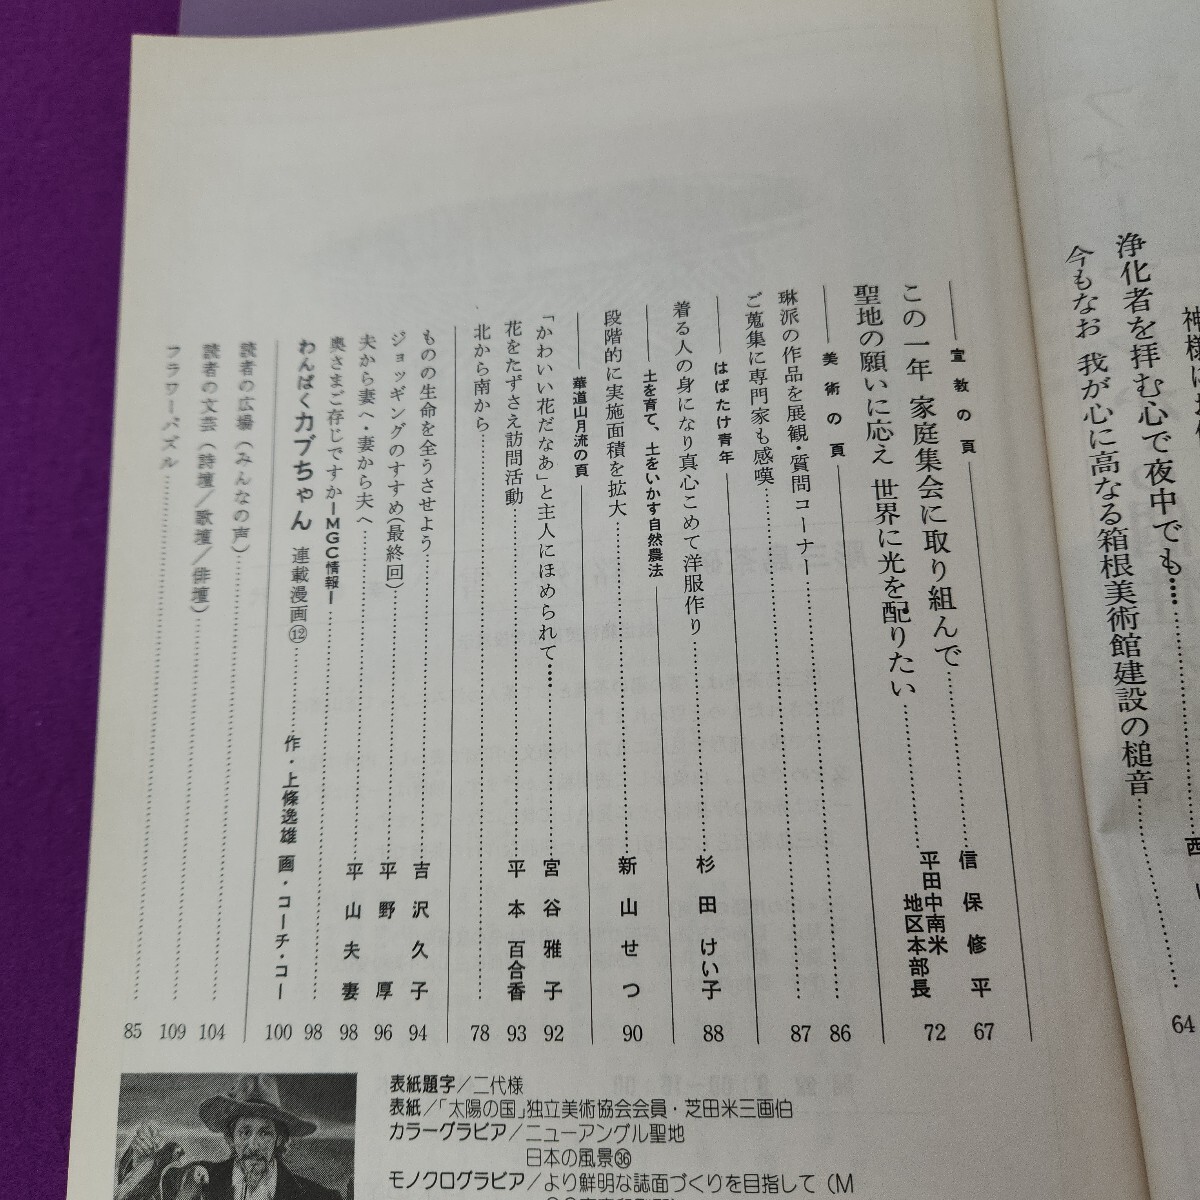 浄化者を拝む心で夜中でも…
今もなお 我が心に高なる箱根美術館建設の槌音
64
宣教の頁
この一年 家庭集会に取り組んで 信保修平 67
聖地の願いに応え 世界に光を配りたい 平田中南米地区本部長 72
美術の頁
琳派の作品を展観・質問コーナー 86
ご蒐集に専門家も感嘆 87
はばたけ青年
着る人の身になり真心こめて洋服作り 杉田けい子 88
土を育て、土をいかす自然農法
段階的に実施面積を拡大 新山せつ 90
華道山月流の頁
「かわいい花だなあ」と主人にほめられて… 宮谷雅子 92
花をたずさえ訪問活動 平本百合香 93
北から南から 78
ものの生命を全うさせよう 吉沢久子 94
ジョッギングのすすめ(最終回) 平野厚 96
夫から妻へ・妻から夫へ 平山夫妻 98
奥さまご存じですか―MGC情報― 98
わんぱくカブちゃん 連載漫画⑫ 作・上條逸雄 画・コーチ・コー 100
読者の広場(みんなの声) 104
読者の文芸(詩壇/歌壇/俳壇) 109
フラワーパズル 85
表紙題字/二代様
表紙/「太陽の国」独立美術協会会員・芝田米三画伯
カラーグラビア/ニューアングル聖地
日本の風景㊱
モノクログラビア/より鮮明な誌面づくりを目指して(M